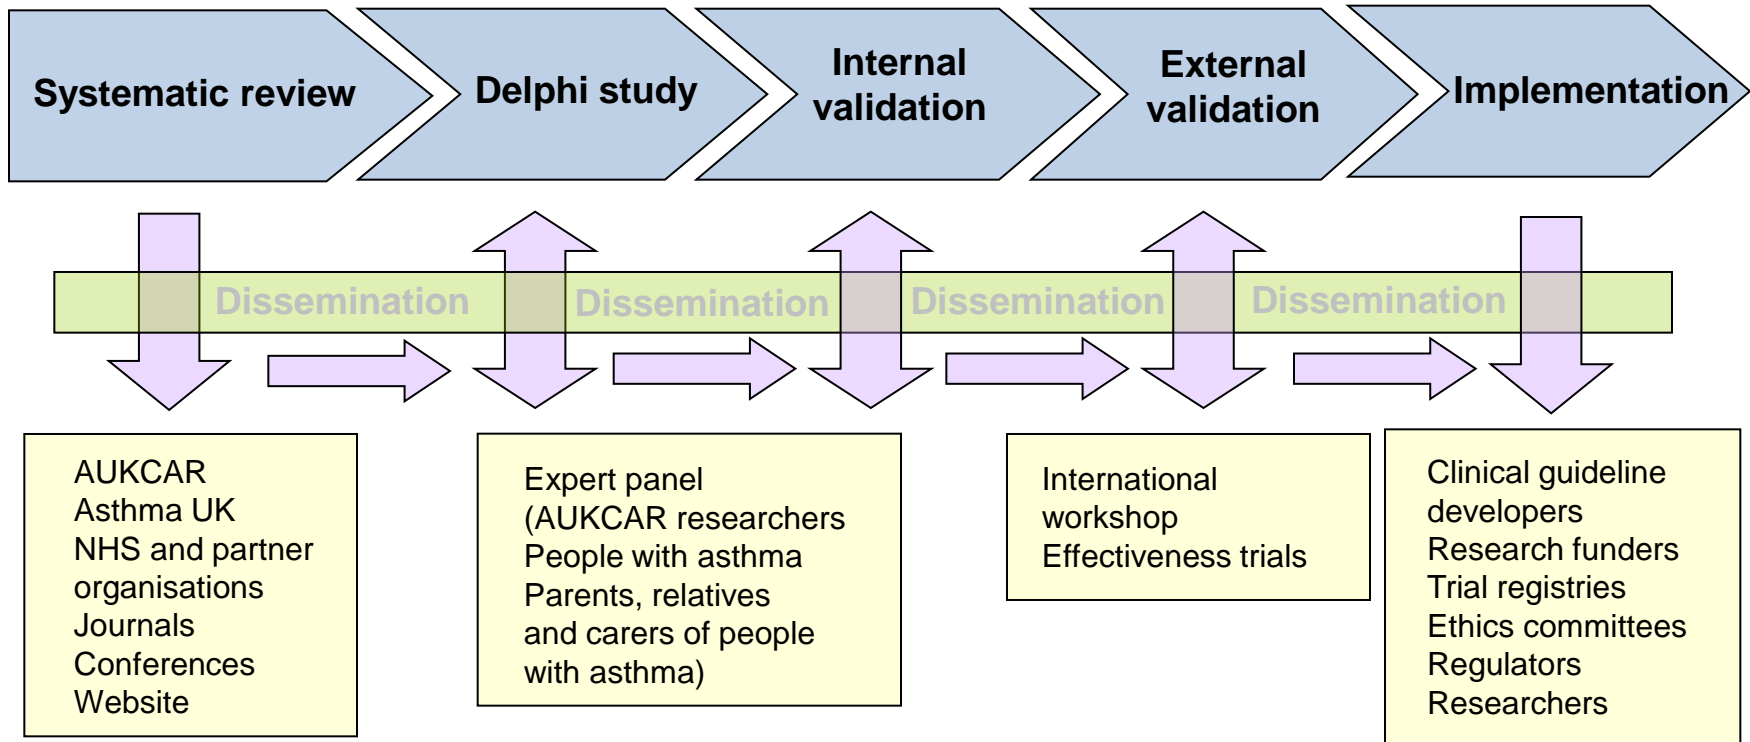 Systematic review
Delphi study
Internal
validation
External
validation
Implementation
Dissemination
Dissemination
Dissemination
Dissemination
AUKCAR
Asthma UK
NHS and partner
organisations
Journals
Conferences
Website
Expert panel
(AUKCAR researchers
People with asthma
Parents, relatives
and carers of people
with asthma)
International
workshop
Effectiveness trials
Clinical guideline
developers
Research funders
Trial registries
Ethics committees
Regulators
Researchers